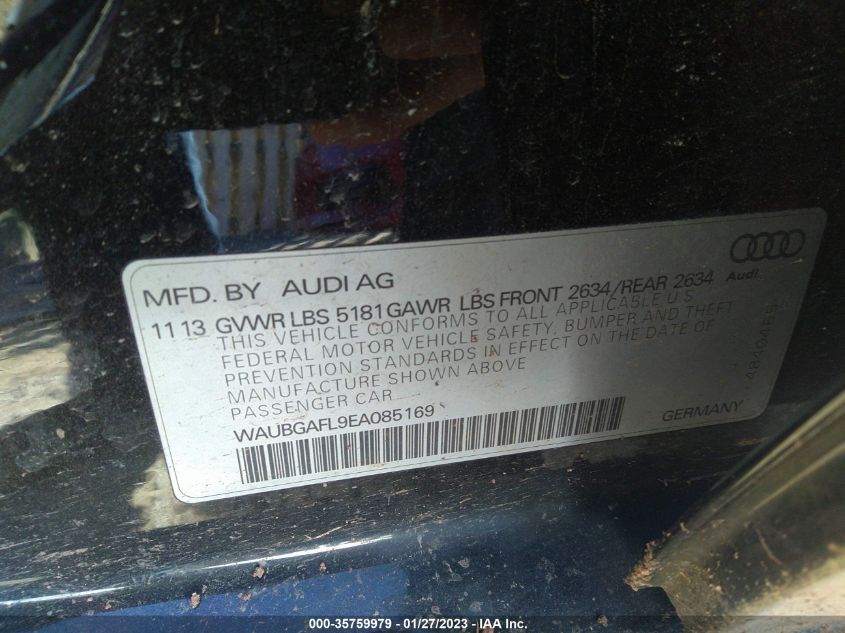 MFD. BY AUDI AG
Audi
11 13 GVWR LBS 5181 GAWR LBS FRONT 2634/REAR 2634
THIS VEHICLE CONFORMS TO ALL APPLICABLE U S
FEDERAL MOTOR VEHICLE SAFETY, BUMPER AND THEFT
PREVENTION STANDARDS IN EFFECT ON THE DATE OF
MANUFACTURE SHOWN ABOVE
PASSENGER CAR
WAUBGAFL9EA085169
GERMANY
000-35759979 - 01/27/2023 - IAA Inc.